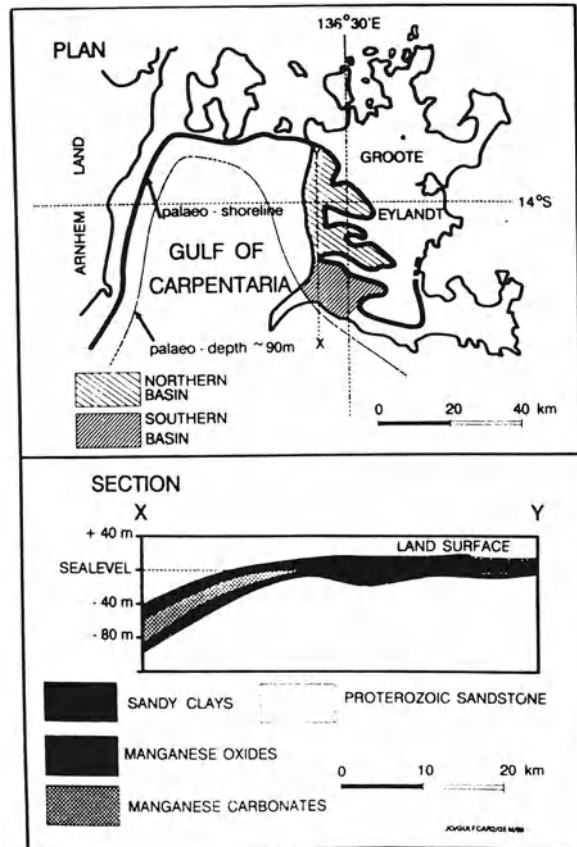 136°30'E
PLAN
GROOTE
ARNHEM LAND
14°S
palaeo - shoreline
EYLANDT
GULF OF
CARPENTARIA
palaeo - depth ~90m
X
NORTHERN
BASIN
SOUTHERN
BASIN
0 20 40 km
SECTION
X Y
+ 40m
LAND SURFACE
SEALEVEL
- 40 m
- 80 m
SANDY CLAYS PROTEROZOIC SANDSTONE
MANGANESE OXIDES
0 10 20 km
MANGANESE CARBONATES